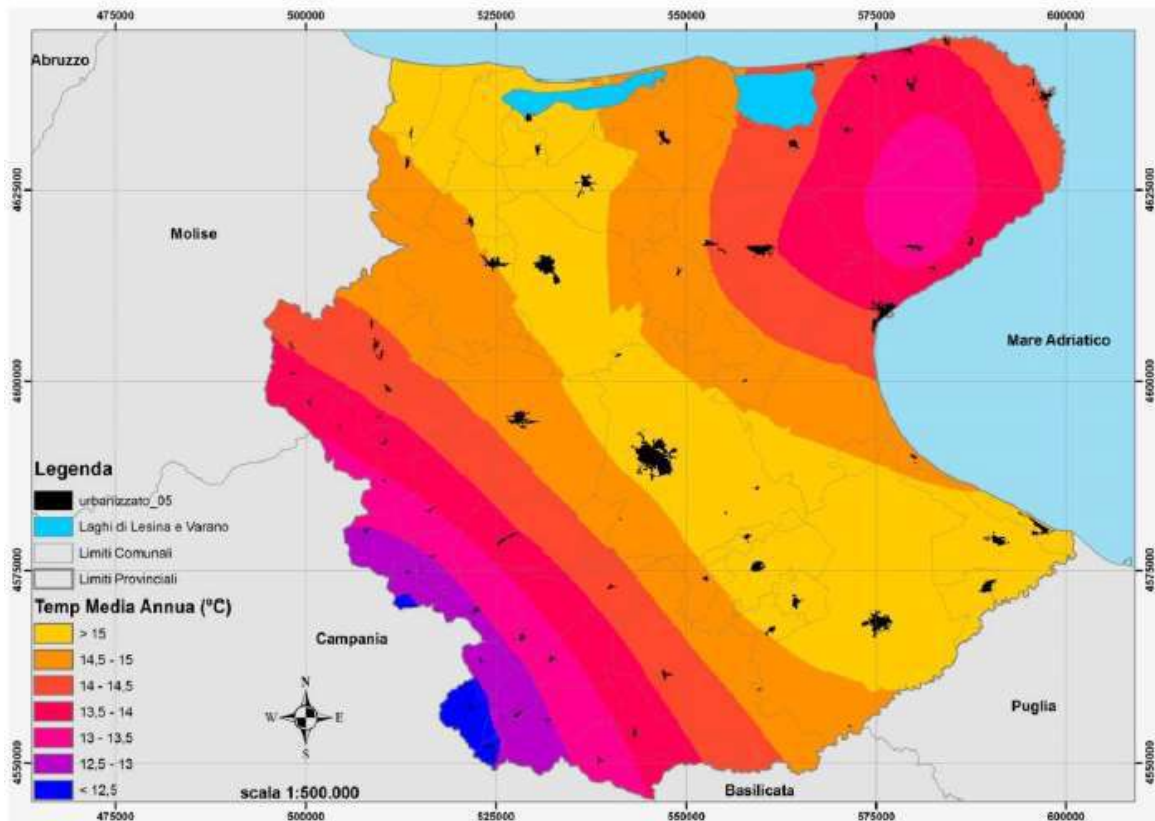 475000 500000 525000 550000 575000 600000
Abruzzo
4625000 4625000
Molise
Mare Adriatico
4600000 4600000
Legenda
urbanizzato_05
Laghi di Lesina e Varano
Limiti Comunali
Limiti Provinciali
4575000 4575000
Temp Media Annua (ºC)
> 15
14,5 - 15
14 - 14,5
13,5 - 14
13 - 13,5
12,5 - 13
< 12,5
Campania
N
W E
S
Puglia
4550000 4550000
scala 1:500.000
Basilicata
475000 500000 525000 550000 575000 600000